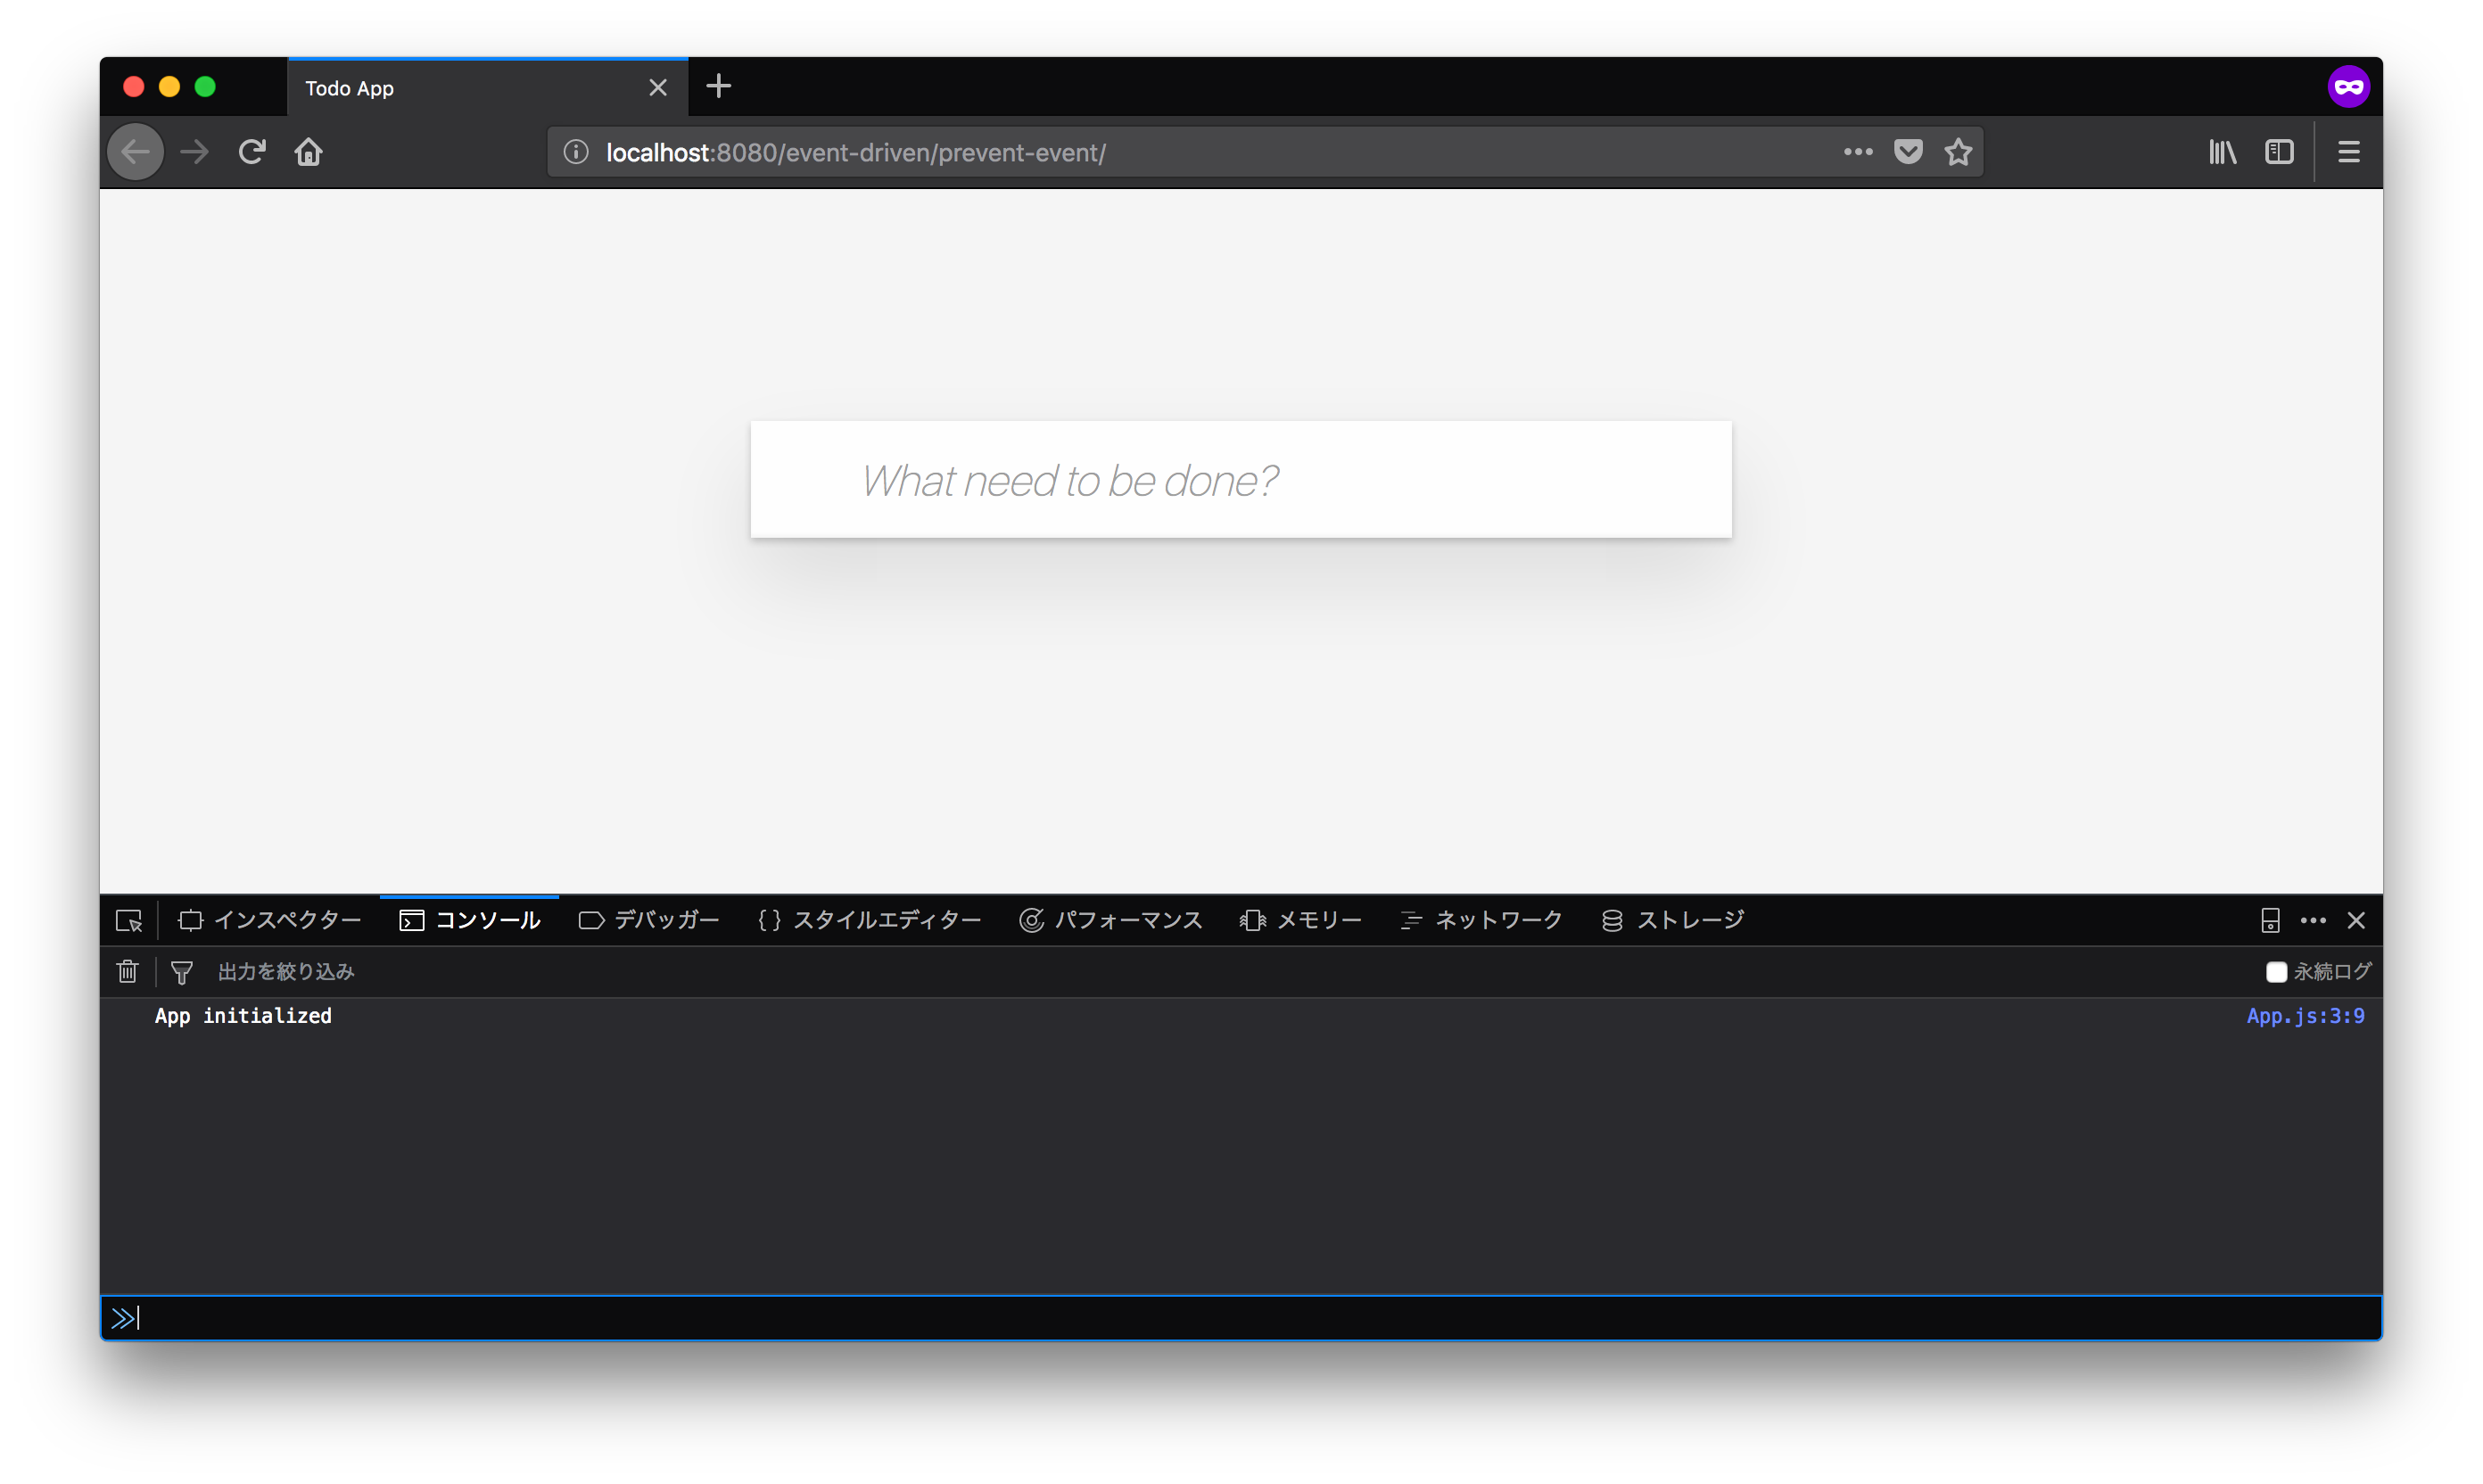 Todo App
localhost:8080/event-driven/prevent-event/
What need to be done?
インスペクター コンソール デバッガー スタイルエディター パフォーマンス メモリー ネットワーク ストレージ
出力を絞り込み 永続ログ
App initialized App.js:3:9